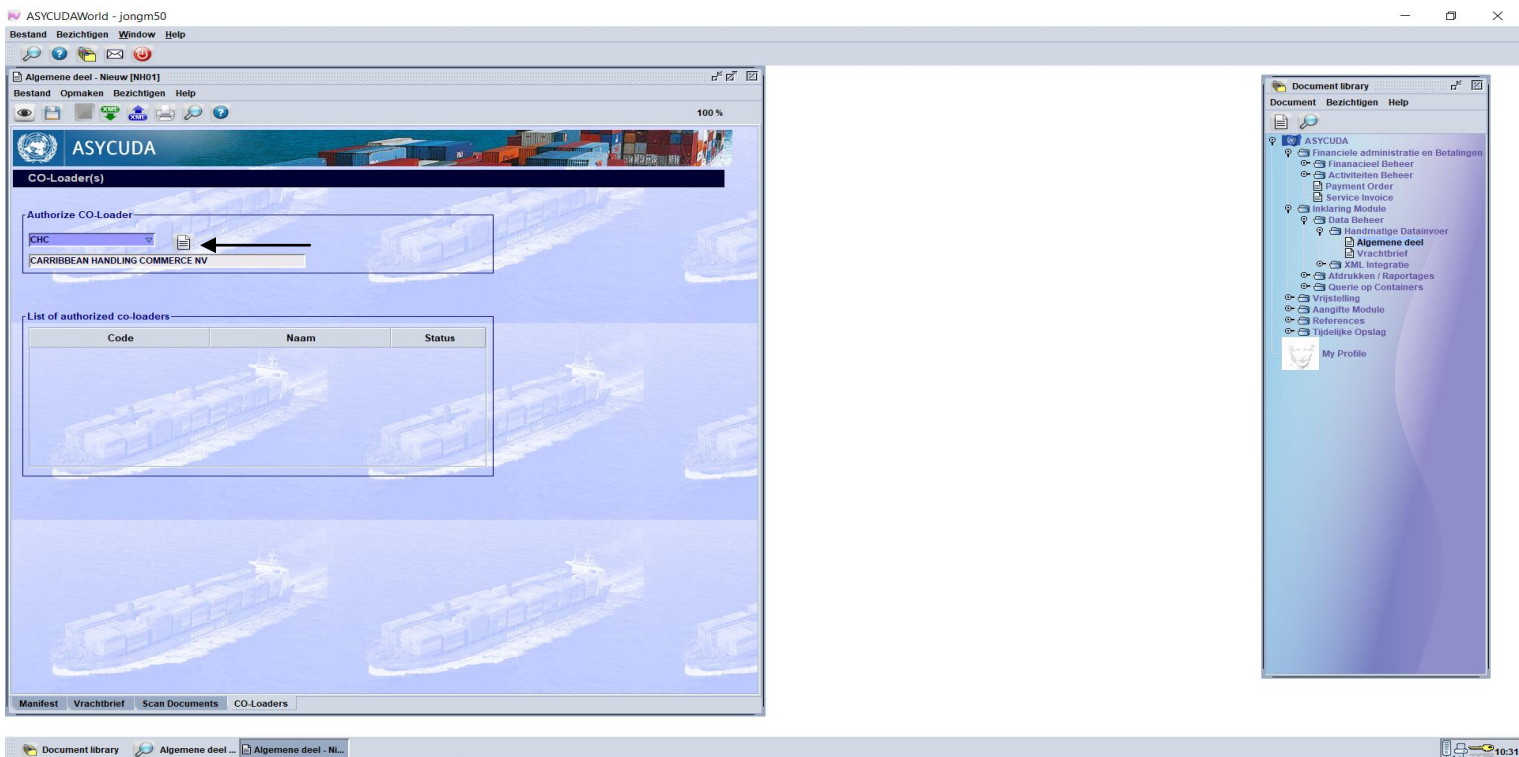 ASYCUDAWorld - jongm50
Bestand Bezichtigen Window Help
Algemene deel - Nieuw [NH01]
Bestand Opmaken Bezichtigen Help
XML
XML
100 %
ASYCUDA
CO-Loader(s)
Authorize CO-Loader
CHC
CARRIBBEAN HANDLING COMMERCE NV
List of authorized co-loaders
Code Naam Status
Manifest Vrachtbrief Scan Documents CO-Loaders
Document library
Document Bezichtigen Help
ASYCUDA
Financiele administratie en Betalingen
Finanacieel Beheer
Activiteiten Beheer
Payment Order
Service Invoice
Inklaring Module
Data Beheer
Handmatige Datainvoer
Algemene deel
Vrachtbrief
XML Integratie
Afdrukken / Raportages
Querie op Containers
Vrijstelling
Aangifte Module
References
Tijdelijke Opslag
My Profile
Document library Algemene deel ... Algemene deel - Ni...
10:31